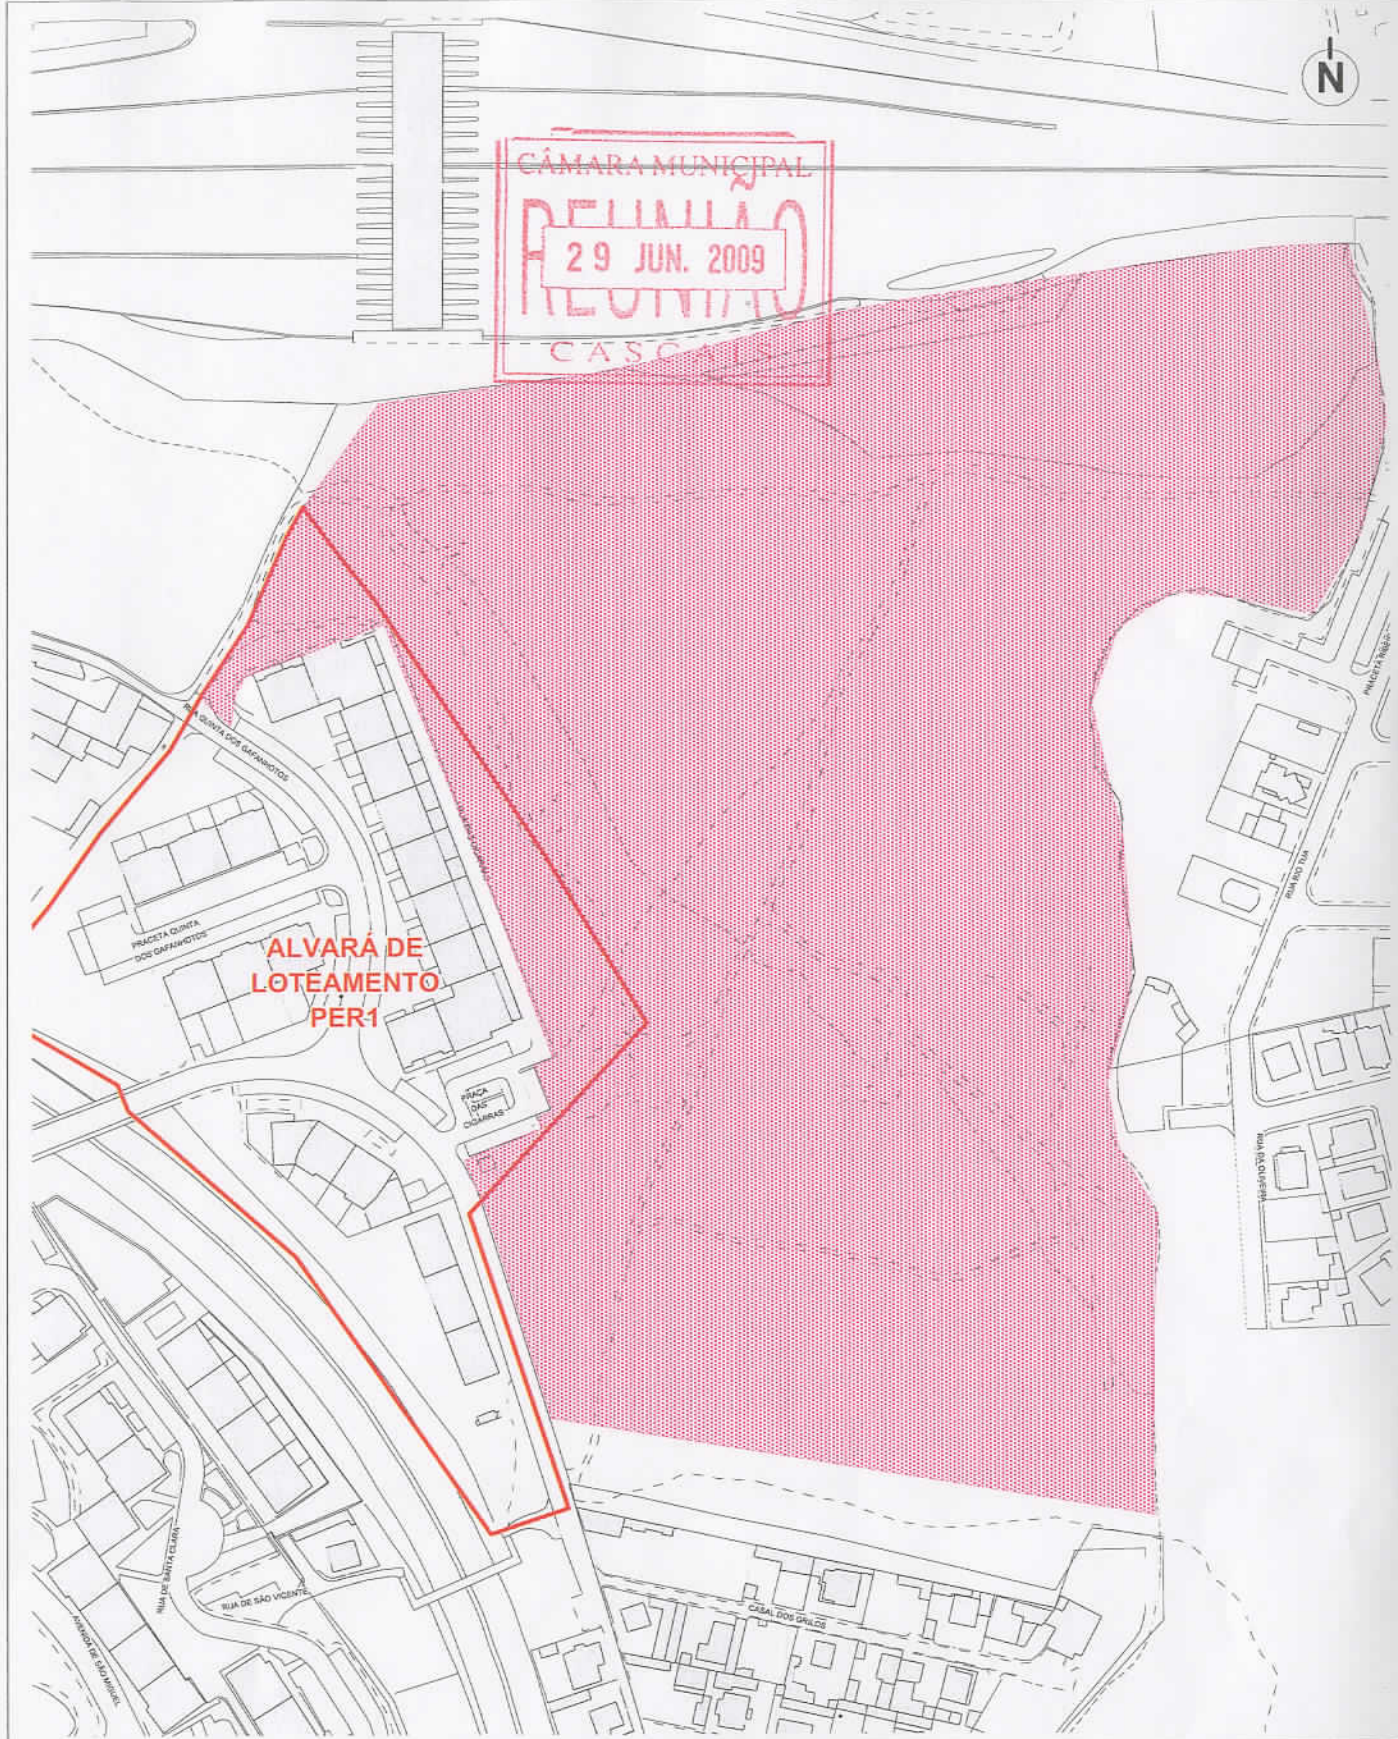 N
CÂMARA MUNICIPAL
REUNIÃO
29 JUN. 2009
CASCAIS
RUA QUINTA DOS GAFANHOTOS
PRACETA QUINTA
DOS GAFANHOTOS
ALVARÁ DE
LOTEAMENTO
PER1
PRAÇA
DAS
CIGARRAS
RUA RIO TUA
RUA DA OLIVEIRA
RUA DE SANTA CLARA
RUA DE SÃO VICENTE
AVENIDA DE SÃO MIGUEL
CASAL DOS GRILOS
PRACETA